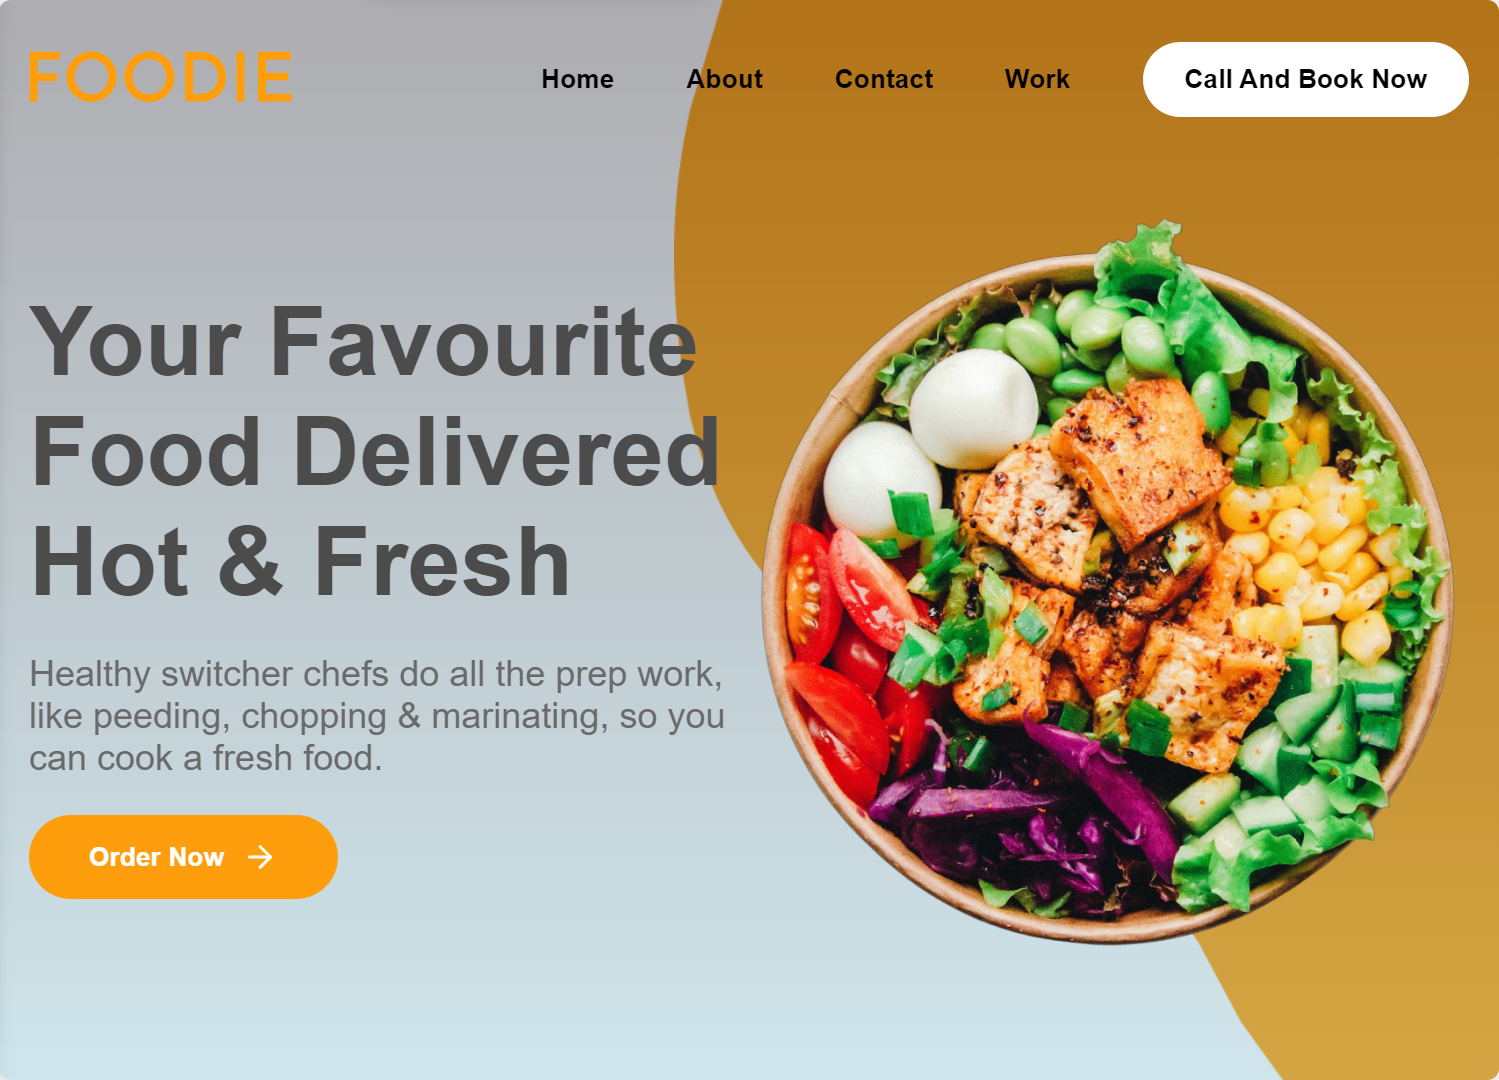 FOODIE
Home About Contact Work Call And Book Now
Your Favourite
Food Delivered
Hot & Fresh
Healthy switcher chefs do all the prep work,
like peeding, chopping & marinating, so you
can cook a fresh food.
Order Now